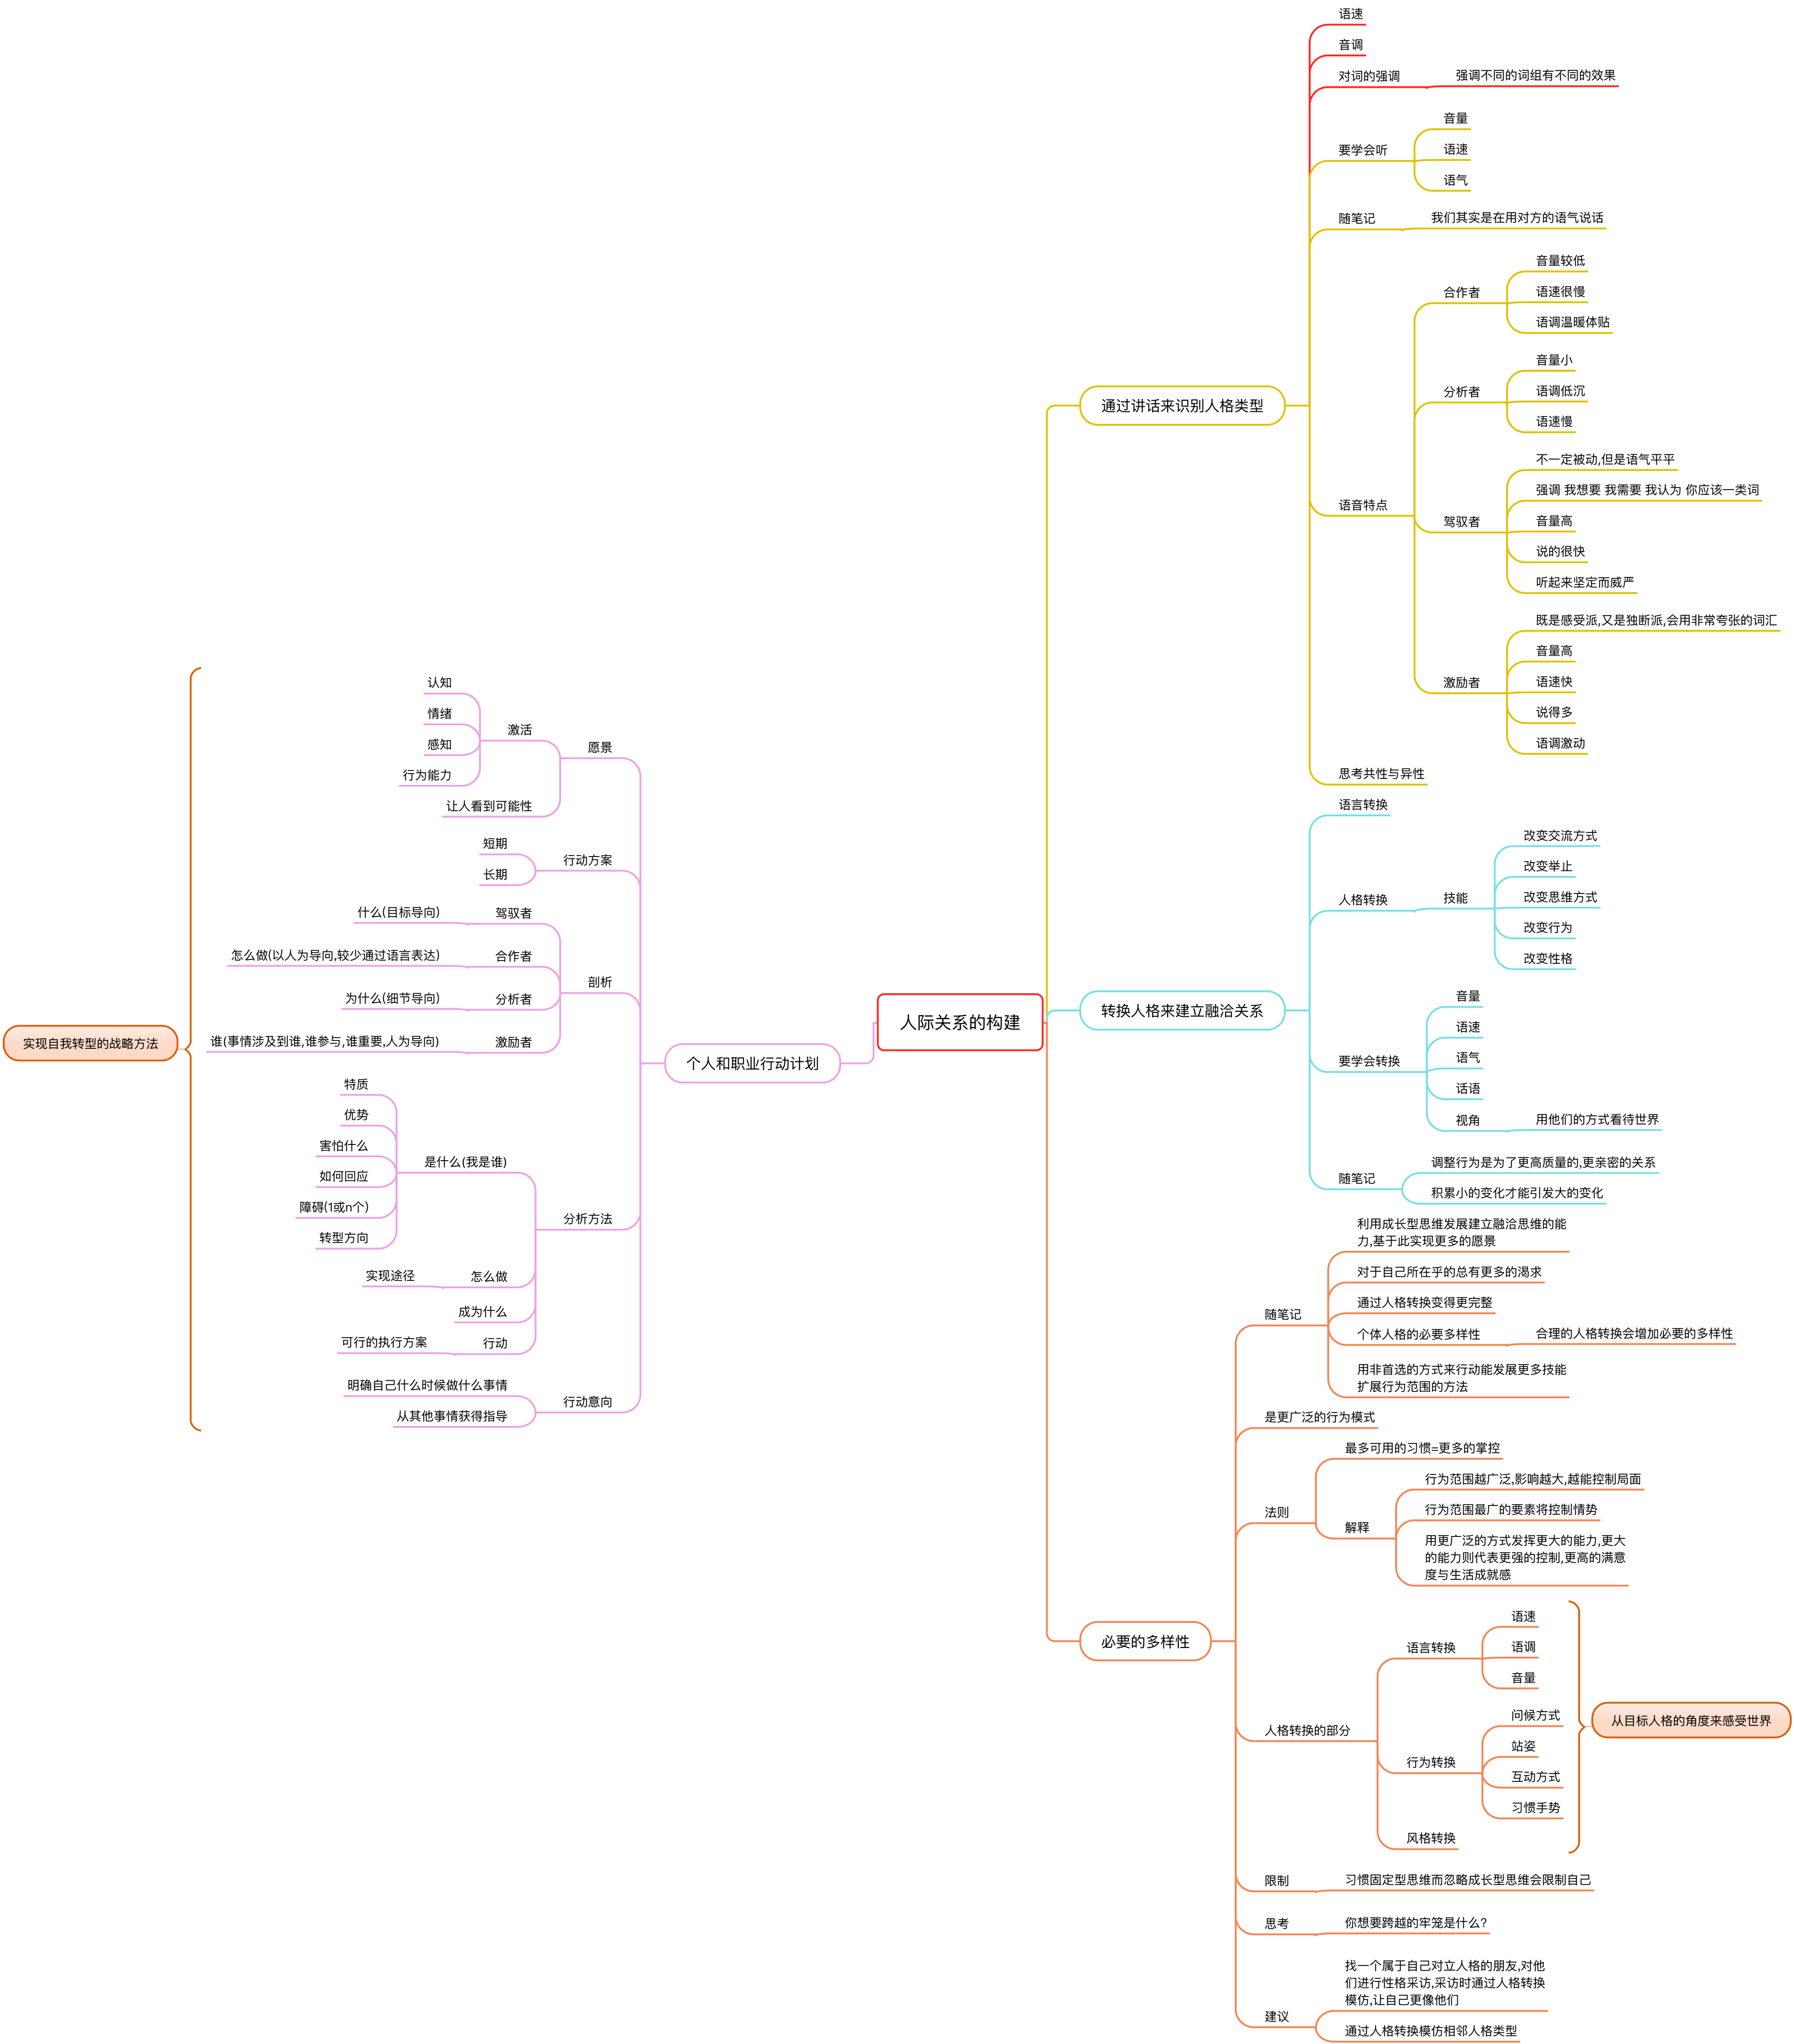 人际关系的构建
通过讲话来识别人格类型
语速
音调
对词的强调
强调不同的词组有不同的效果
要学会听
音量
语速
语气
随笔记
我们其实是在用对方的语气说话
语音特点
合作者
音量较低
语速很慢
语调温暖体贴
分析者
音量小
语调低沉
语速慢
驾驭者
不一定被动,但是语气平平
强调 我想要 我需要 我认为 你应该一类词
音量高
说的很快
听起来坚定而威严
激励者
既是感受派,又是独断派,会用非常夸张的词汇
音量高
语速快
说得多
语调激动
思考共性与异性
转换人格来建立融洽关系
语言转换
人格转换
技能
改变交流方式
改变举止
改变思维方式
改变行为
改变性格
要学会转换
音量
语速
语气
话语
视角
用他们的方式看待世界
随笔记
调整行为是为了更高质量的,更亲密的关系
积累小的变化才能引发大的变化
必要的多样性
随笔记
利用成长型思维发展建立融洽思维的能
力,基于此实现更多的愿景
对于自己所在乎的总有更多的渴求
通过人格转换变得更完整
个体人格的必要多样性
合理的人格转换会增加必要的多样性
用非首选的方式来行动能发展更多技能
扩展行为范围的方法
是更广泛的行为模式
法则
最多可用的习惯=更多的掌控
解释
行为范围越广泛,影响越大,越能控制局面
行为范围最广的要素将控制情势
用更广泛的方式发挥更大的能力,更大
的能力则代表更强的控制,更高的满意
度与生活成就感
人格转换的部分
语言转换
语速
语调
音量
行为转换
问候方式
站姿
互动方式
习惯手势
风格转换
从目标人格的角度来感受世界
限制
习惯固定型思维而忽略成长型思维会限制自己
思考
你想要跨越的牢笼是什么?
建议
找一个属于自己对立人格的朋友,对他
们进行性格采访,采访时通过人格转换
模仿,让自己更像他们
通过人格转换模仿相邻人格类型
个人和职业行动计划
愿景
激活
认知
情绪
感知
行为能力
让人看到可能性
行动方案
短期
长期
剖析
驾驭者
什么(目标导向)
合作者
怎么做(以人为导向,较少通过语言表达)
分析者
为什么(细节导向)
激励者
谁(事情涉及到谁,谁参与,谁重要,人为导向)
分析方法
是什么(我是谁)
特质
优势
害怕什么
如何回应
障碍(1或n个)
转型方向
怎么做
实现途径
成为什么
行动
可行的执行方案
行动意向
明确自己什么时候做什么事情
从其他事情获得指导
实现自我转型的战略方法